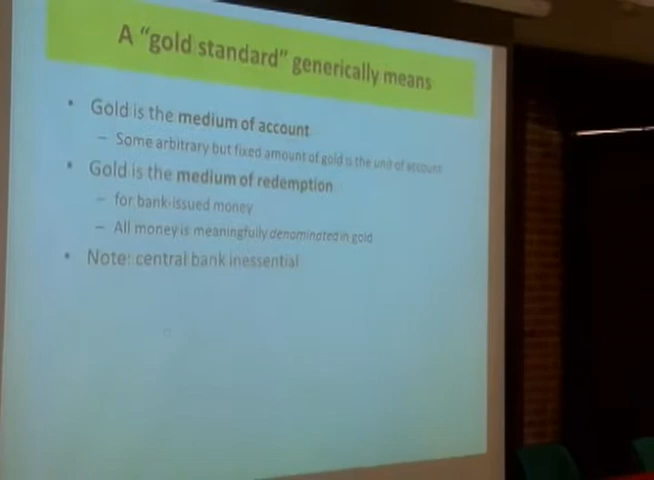 A “gold standard” generically means
• Gold is the medium of account
– Some arbitrary but fixed amount of gold is the unit of account
• Gold is the medium of redemption
– for bank-issued money
– All money is meaningfully denominated in gold
• Note: central bank inessential